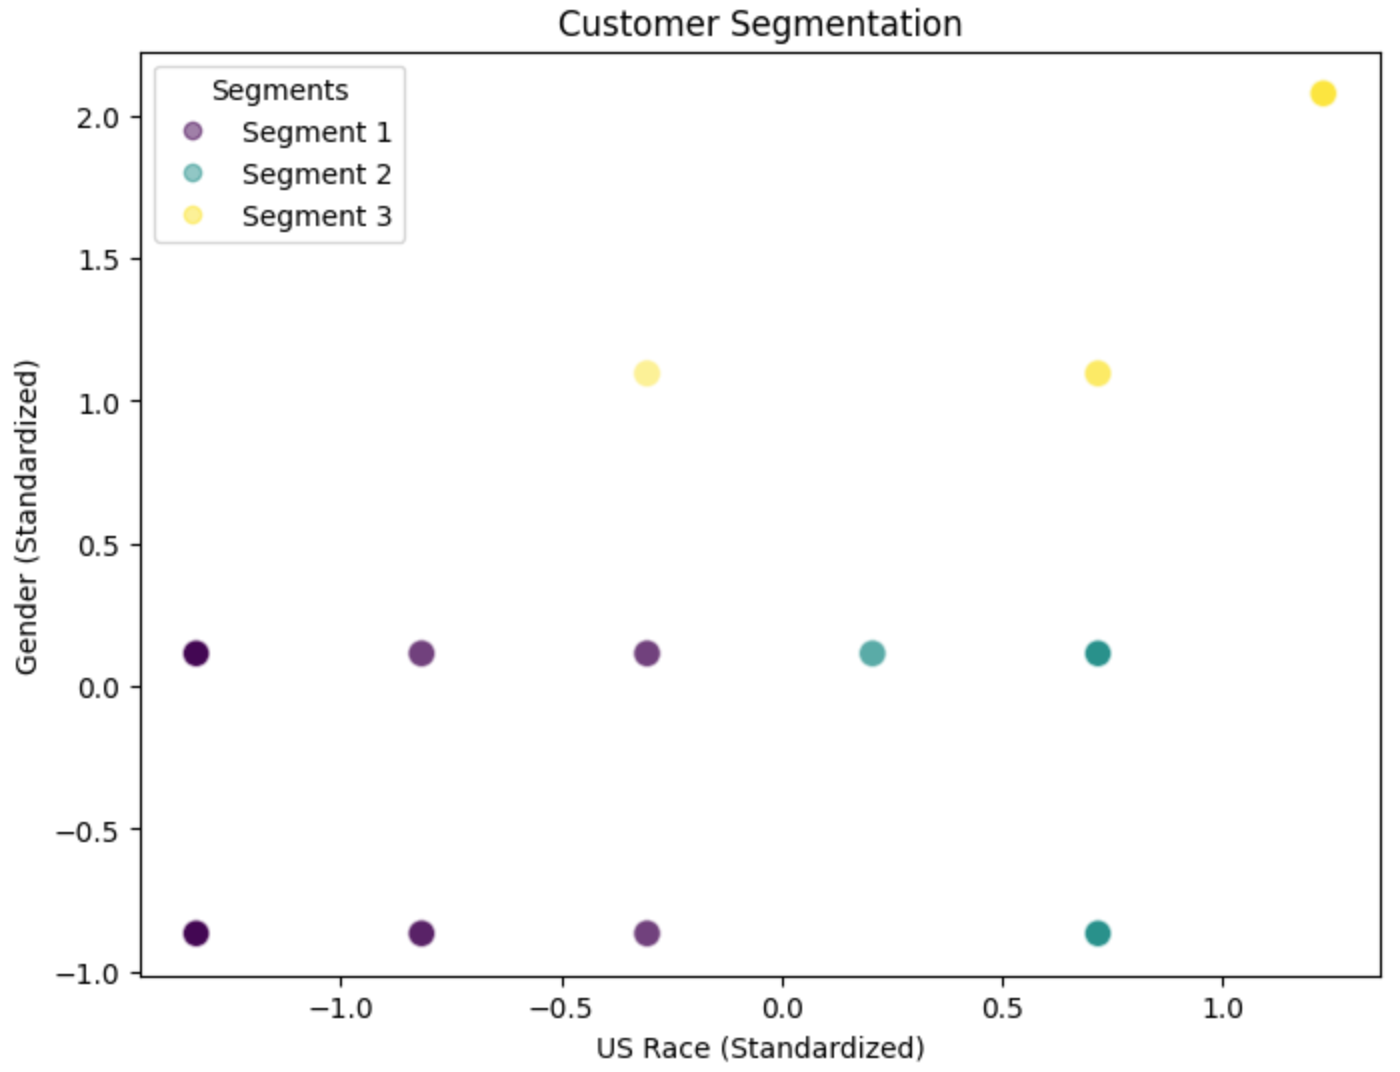 Customer Segmentation
Segments
Segment 1
Segment 2
Segment 3
Gender (Standardized)
2.0
1.5
1.0
0.5
0.0
−0.5
−1.0
−1.0 −0.5 0.0 0.5 1.0
US Race (Standardized)